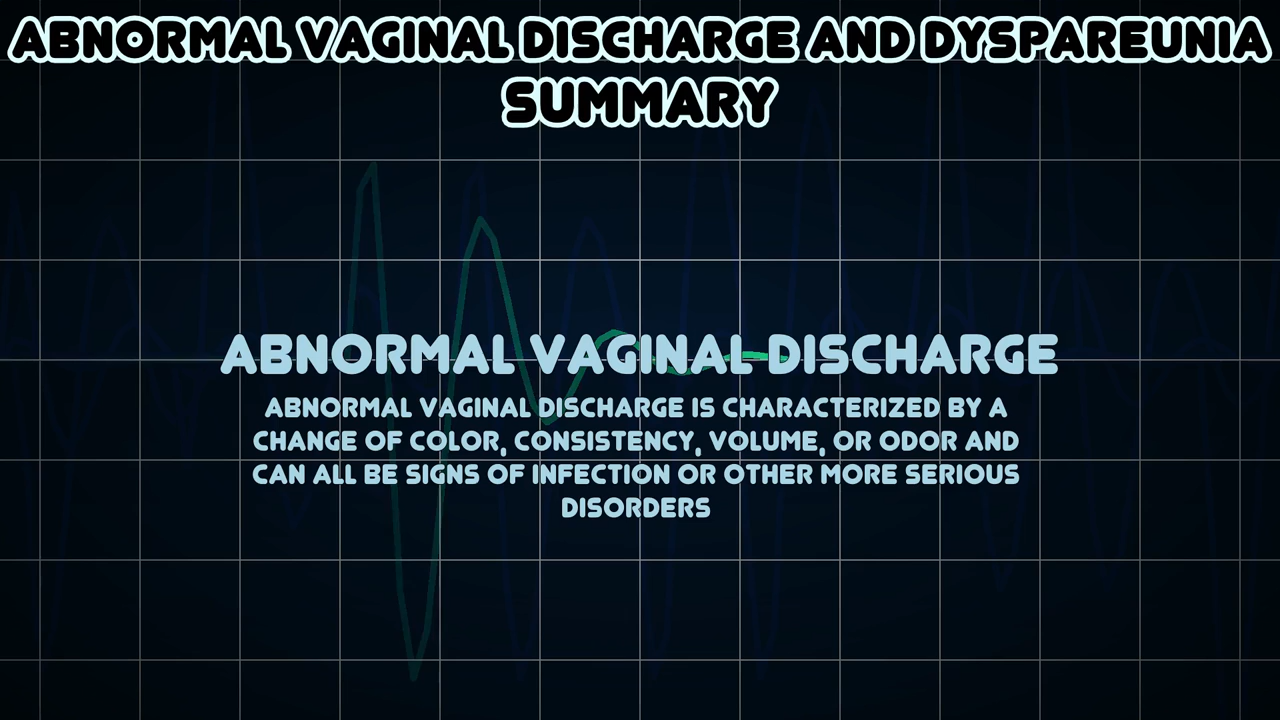 ABNORMAL VAGINAL DISCHARGE AND DYSPAREUNIA
SUMMARY
ABNORMAL VAGINAL DISCHARGE
ABNORMAL VAGINAL DISCHARGE IS CHARACTERIZED BY A
CHANGE OF COLOR, CONSISTENCY, VOLUME, OR ODOR AND
CAN ALL BE SIGNS OF INFECTION OR OTHER MORE SERIOUS
DISORDERS